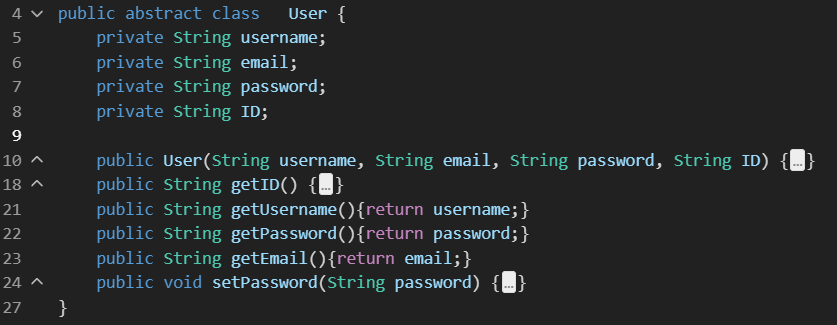 4 public abstract class   User {
5     private String username;
6     private String email;
7     private String password;
8     private String ID;
9
10     public User(String username, String email, String password, String ID) {…}
18     public String getID() {…}
21     public String getUsername(){return username;}
22     public String getPassword(){return password;}
23     public String getEmail(){return email;}
24     public void setPassword(String password) {…}
27 }